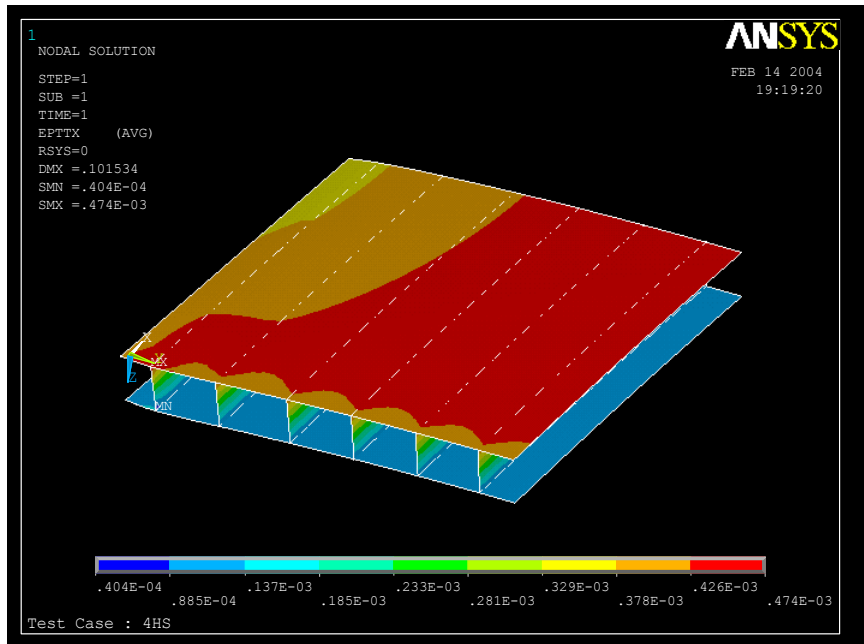 1
NODAL SOLUTION
STEP=1
SUB =1
TIME=1
EPTTX (AVG)
RSYS=0
DMX =.101534
SMN =.404E-04
SMX =.474E-03
ANSYS
FEB 14 2004
19:19:20
X
MX
Z
MN
.404E-04 .137E-03 .233E-03 .329E-03 .426E-03
.885E-04 .185E-03 .281E-03 .378E-03 .474E-03
Test Case : 4HS